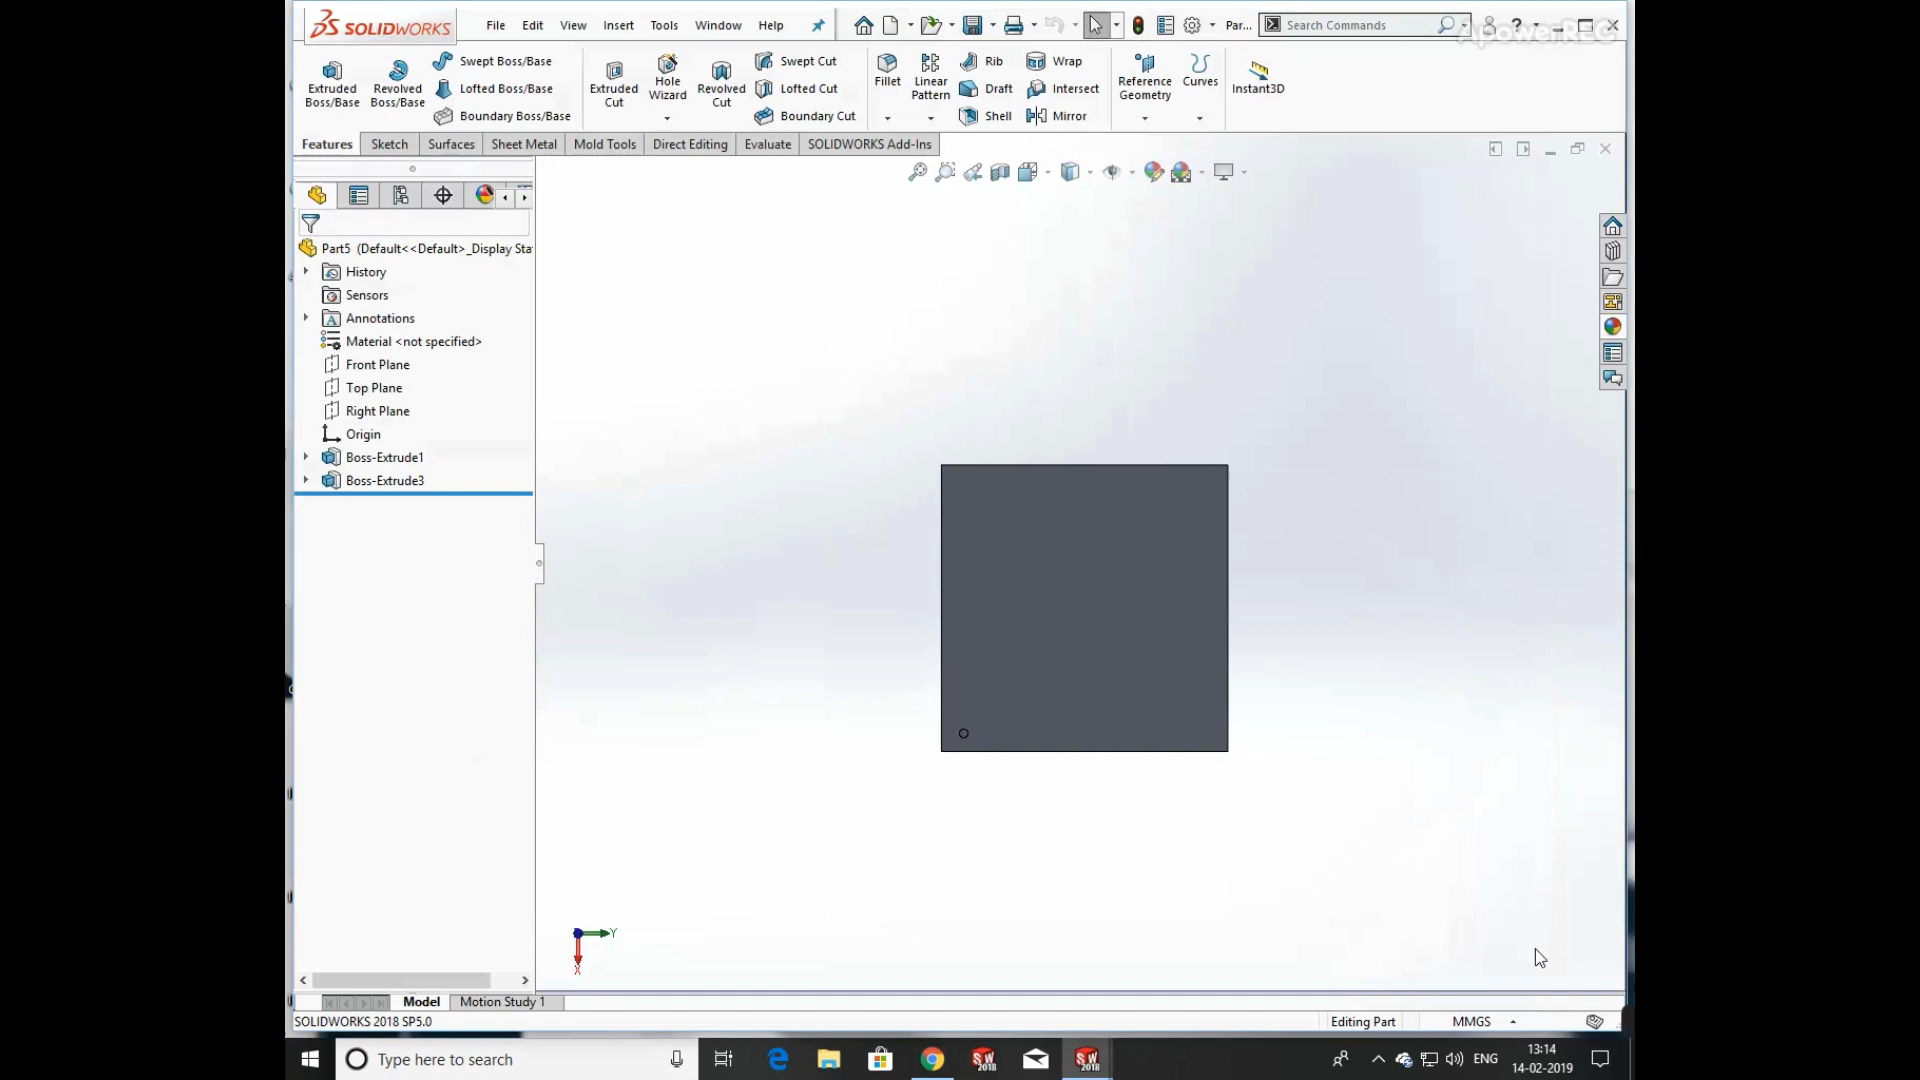 SOLIDWORKS File Edit View Insert Tools Window Help Par... Search Commands ?
ApowerREC
Extruded Boss/Base
Revolved Boss/Base
Swept Boss/Base
Lofted Boss/Base
Boundary Boss/Base
Extruded Cut
Hole Wizard
Revolved Cut
Swept Cut
Lofted Cut
Boundary Cut
Fillet
Linear Pattern
Rib
Draft
Shell
Wrap
Intersect
Mirror
Reference Geometry
Curves
Instant3D
Features Sketch Surfaces Sheet Metal Mold Tools Direct Editing Evaluate SOLIDWORKS Add-Ins
Part5 (Default<<Default>_Display Sta
History
Sensors
Annotations
Material <not specified>
Front Plane
Top Plane
Right Plane
Origin
Boss-Extrude1
Boss-Extrude3
Y
X
Model Motion Study 1
SOLIDWORKS 2018 SP5.0 Editing Part MMGS
Type here to search
SW 2018
SW 2018
ENG
13:14
14-02-2019